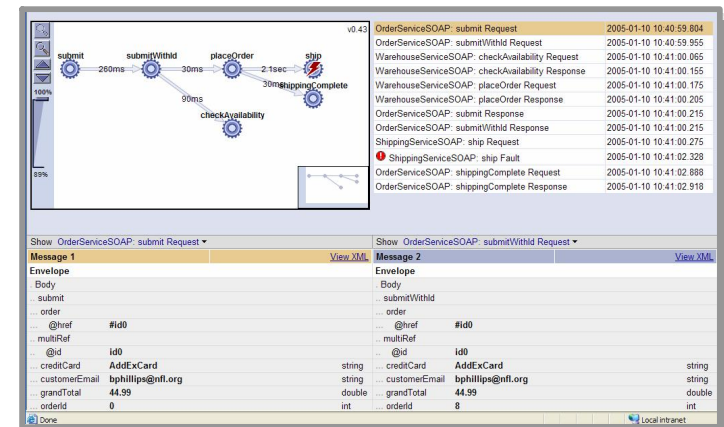 v0.43
submit
submitWithId
placeOrder
ship
260ms
30ms
2.1sec
30ms
shippingComplete
100%
90ms
checkAvailability
89%
OrderServiceSOAP: submit Request 2005-01-10 10:40:59.804
OrderServiceSOAP: submitWithId Request 2005-01-10 10:40:59.955
WarehouseServiceSOAP: checkAvailability Request 2005-01-10 10:41:00.065
WarehouseServiceSOAP: checkAvailability Response 2005-01-10 10:41:00.155
WarehouseServiceSOAP: placeOrder Request 2005-01-10 10:41:00.175
WarehouseServiceSOAP: placeOrder Response 2005-01-10 10:41:00.205
OrderServiceSOAP: submit Response 2005-01-10 10:41:00.215
OrderServiceSOAP: submitWithId Response 2005-01-10 10:41:00.215
ShippingServiceSOAP: ship Request 2005-01-10 10:41:00.275
ShippingServiceSOAP: ship Fault 2005-01-10 10:41:02.328
OrderServiceSOAP: shippingComplete Request 2005-01-10 10:41:02.888
OrderServiceSOAP: shippingComplete Response 2005-01-10 10:41:02.918
Show OrderServiceSOAP: submit Request
Message 1 View XML
Envelope
. Body
.. submit
... order
... @href #id0
.. multiRef
.. @id id0
... creditCard AddExCard string
... customerEmail bphillips@nfl.org string
... grandTotal 44.99 double
... orderId 0 int
Show OrderServiceSOAP: submitWithId Request
Message 2 View XML
Envelope
. Body
.. submitWithId
... order
... @href #id0
.. multiRef
.. @id id0
... creditCard AddExCard string
... customerEmail bphillips@nfl.org string
... grandTotal 44.99 double
... orderId 8 int
Done
Local intranet